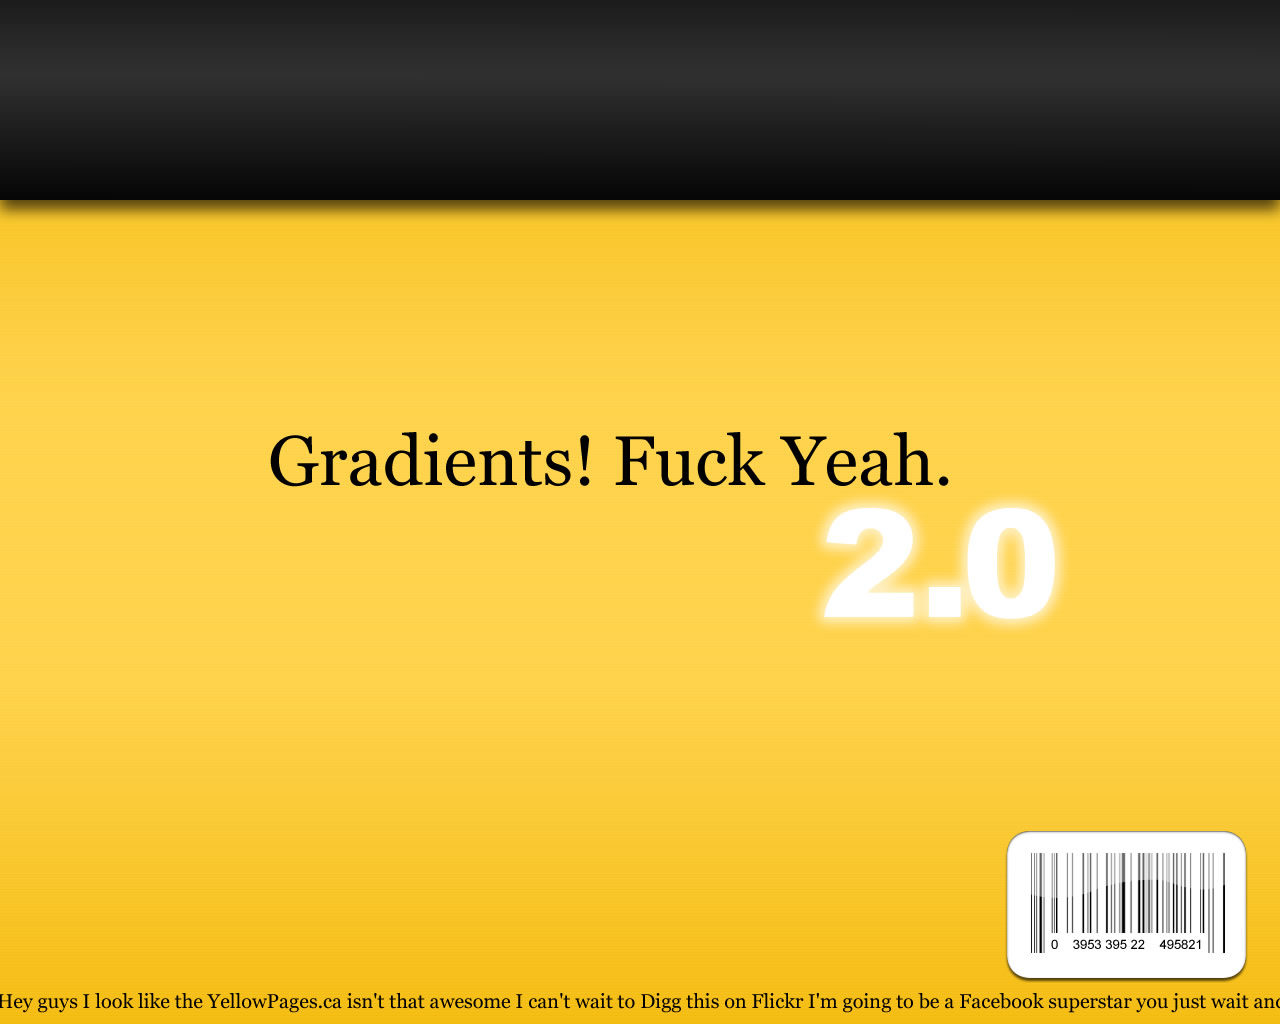 Gradients! Fuck Yeah.
2.0
0 3953 395 22 495821
Hey guys I look like the YellowPages.ca isn't that awesome I can't wait to Digg this on Flickr I'm going to be a Facebook superstar you just wait and